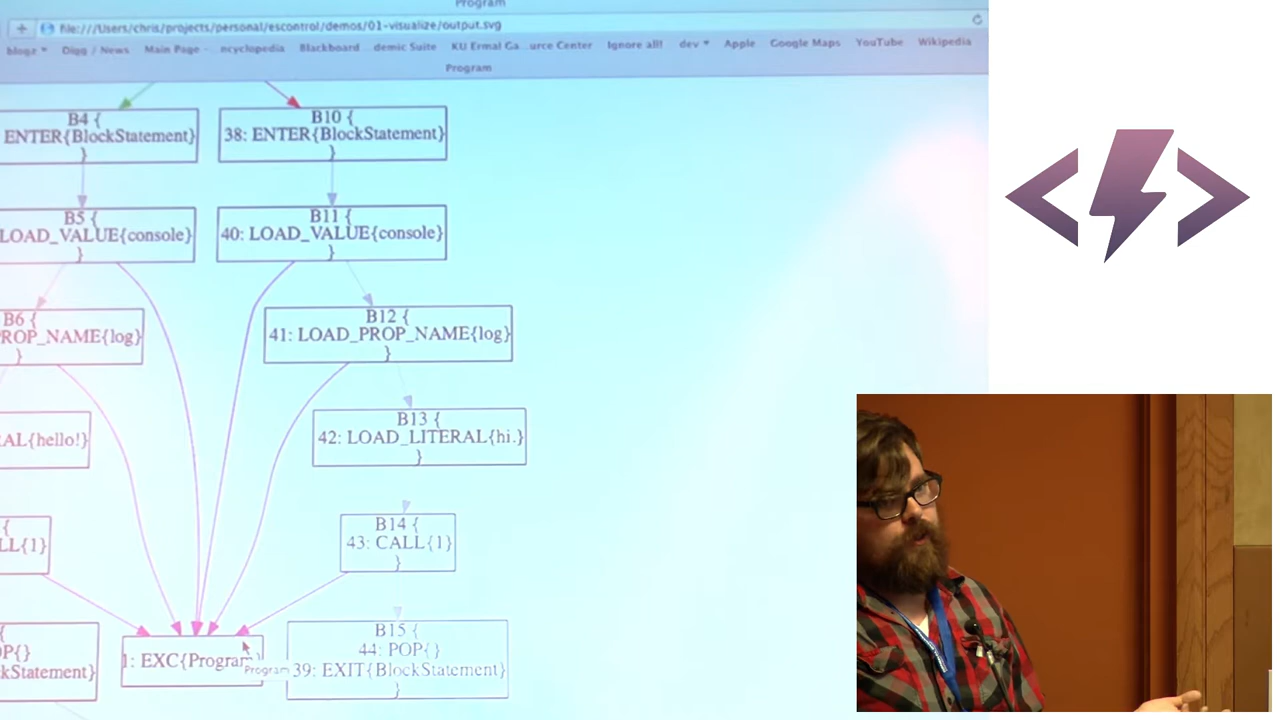 Program
file:///Users/chris/projects/personal/escontrol/demos/01-visualize/output.svg
blogs Digg / News Main Page - ...ncyclopedia Blackboard ...demic Suite KU Ermal Ga...urce Center Ignore all! dev Apple Google Maps YouTube Wikipedia
Program
B4 {
ENTER{BlockStatement}
}
B10 {
38: ENTER{BlockStatement}
}
B5 {
LOAD_VALUE{console}
}
B11 {
40: LOAD_VALUE{console}
}
B6 {
ROP_NAME{log}
}
B12 {
41: LOAD_PROP_NAME{log}
}
AL{hello!}
B13 {
42: LOAD_LITERAL{hi.}
}
{
LL{1}
B14 {
43: CALL{1}
}
{
OP{}
kStatement}
1: EXC{Program
Program
B15 {
44: POP{}
39: EXIT{BlockStatement}
}